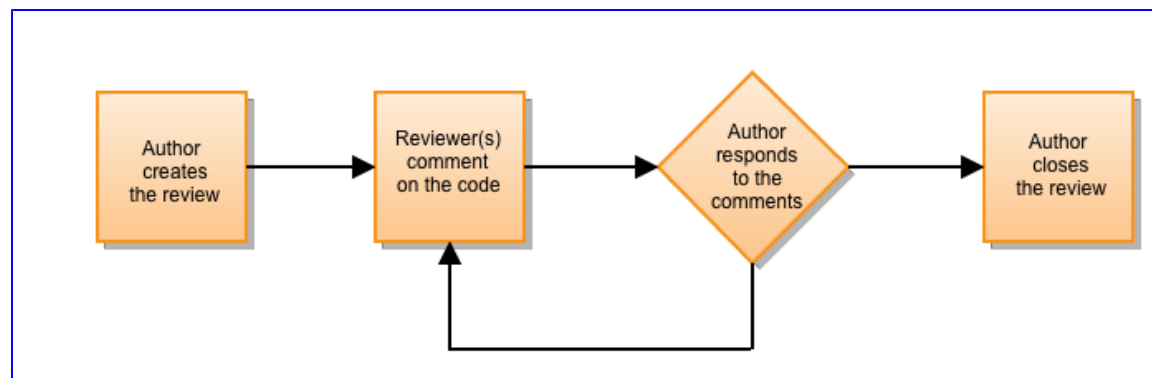 Author
creates
the review
Reviewer(s)
comment
on the code
Author
responds
to the
comments
Author
closes
the review